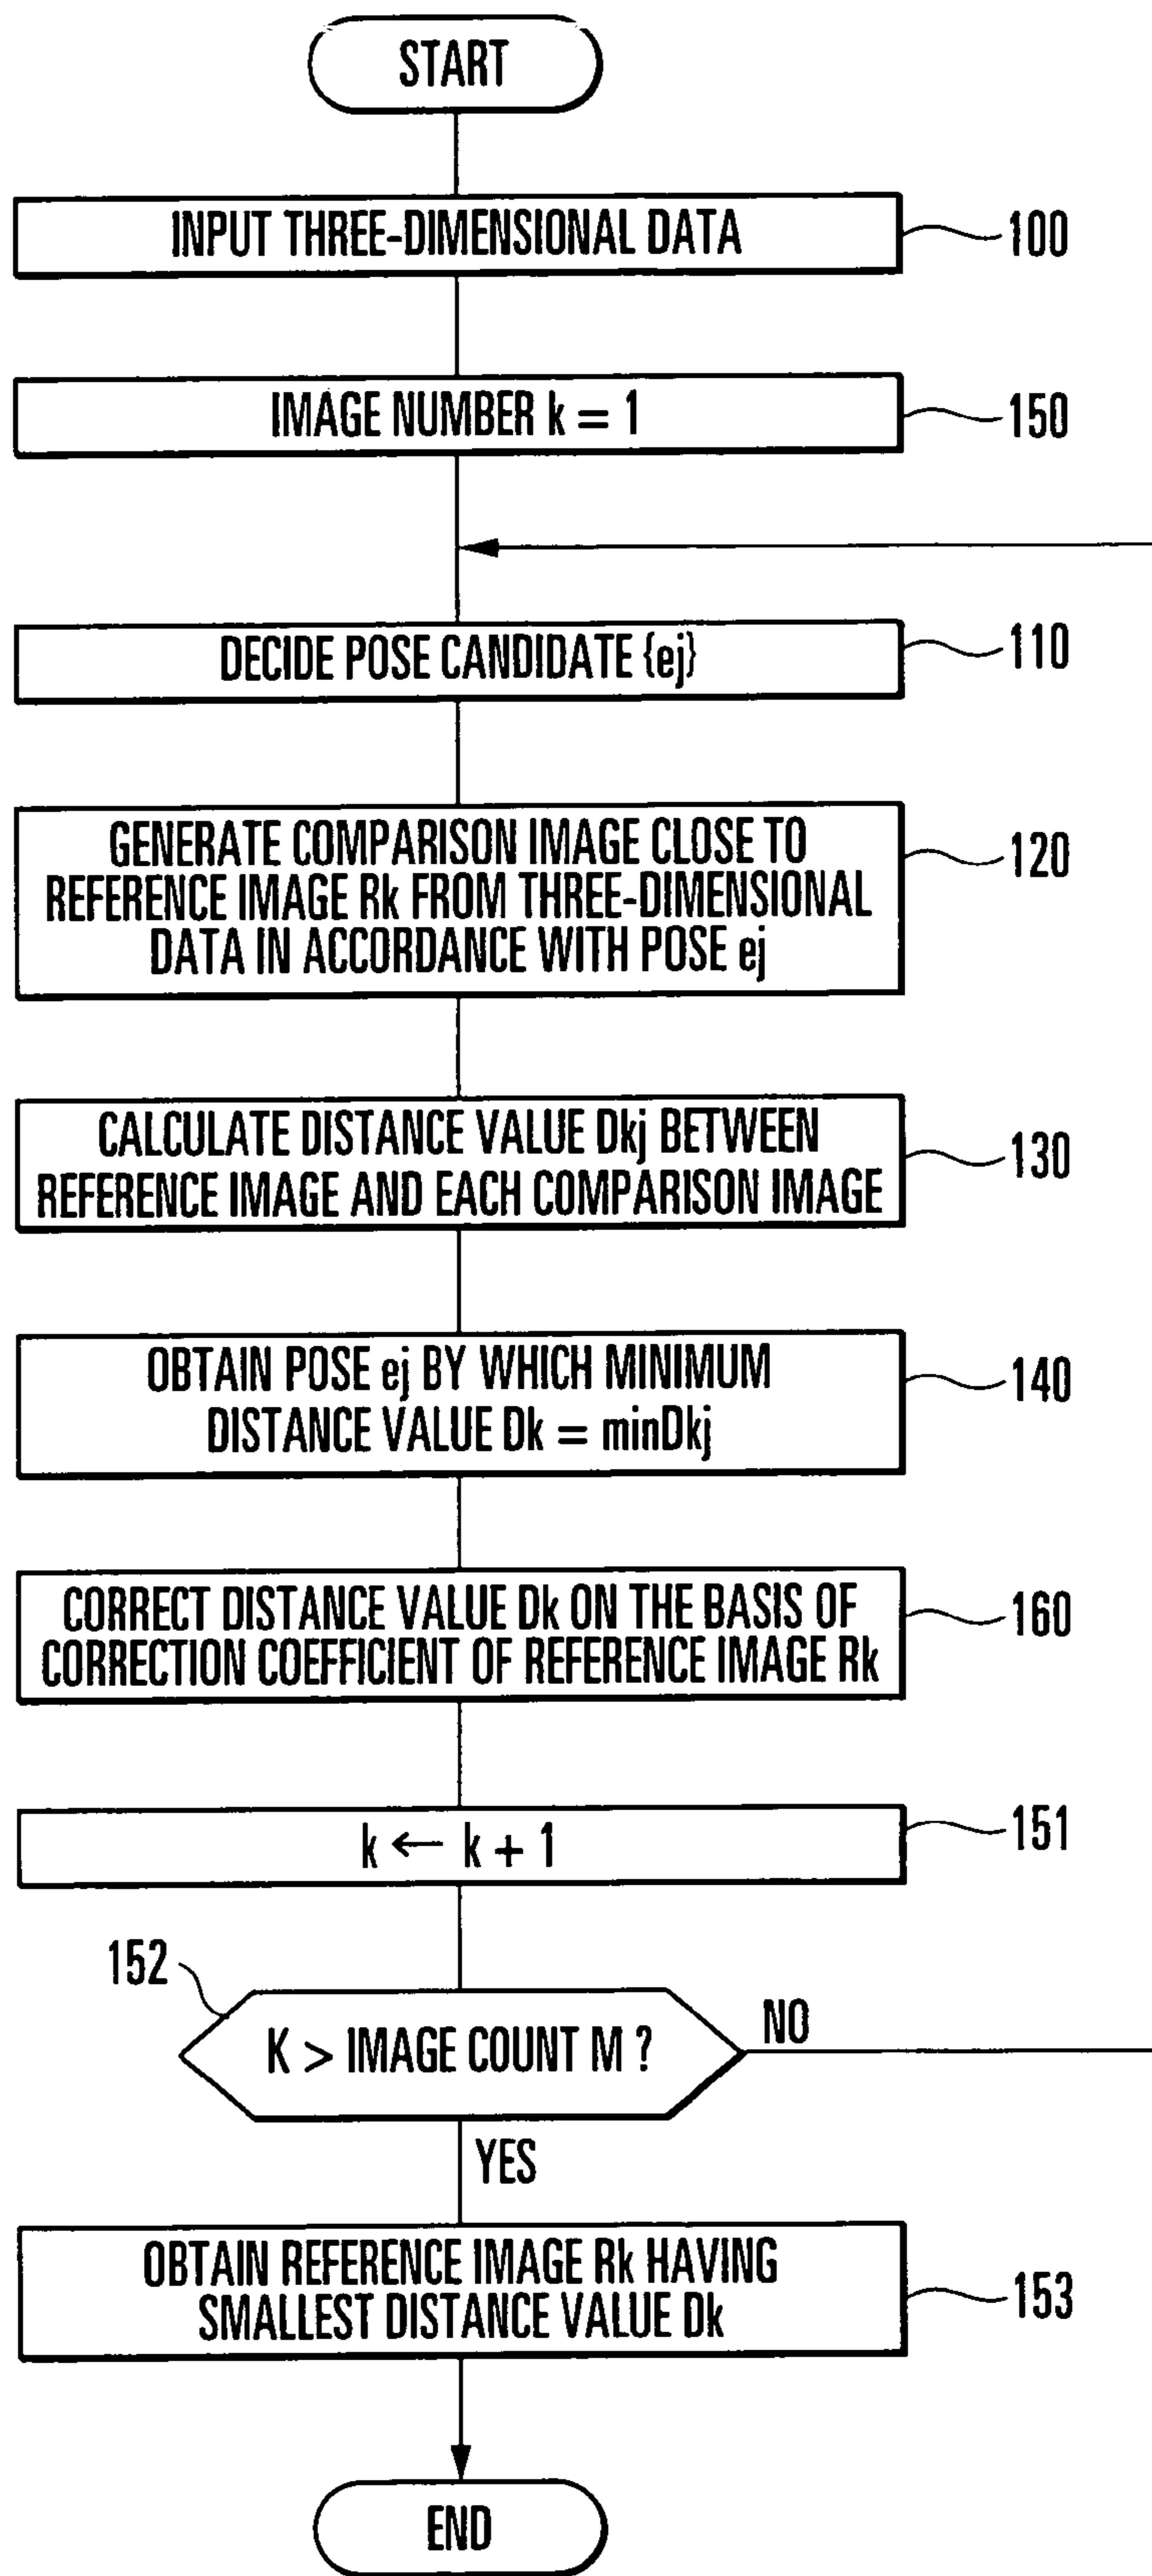 START
INPUT THREE-DIMENSIONAL DATA
100
IMAGE NUMBER k = 1
150
DECIDE POSE CANDIDATE {ej}
110
GENERATE COMPARISON IMAGE CLOSE TO
REFERENCE IMAGE Rk FROM THREE-DIMENSIONAL
DATA IN ACCORDANCE WITH POSE ej
120
CALCULATE DISTANCE VALUE Dkj BETWEEN
REFERENCE IMAGE AND EACH COMPARISON IMAGE
130
OBTAIN POSE ej BY WHICH MINIMUM
DISTANCE VALUE Dk = minDkj
140
CORRECT DISTANCE VALUE Dk ON THE BASIS OF
CORRECTION COEFFICIENT OF REFERENCE IMAGE Rk
160
k ← k + 1
151
152
K > IMAGE COUNT M ?
NO
YES
OBTAIN REFERENCE IMAGE Rk HAVING
SMALLEST DISTANCE VALUE Dk
153
END